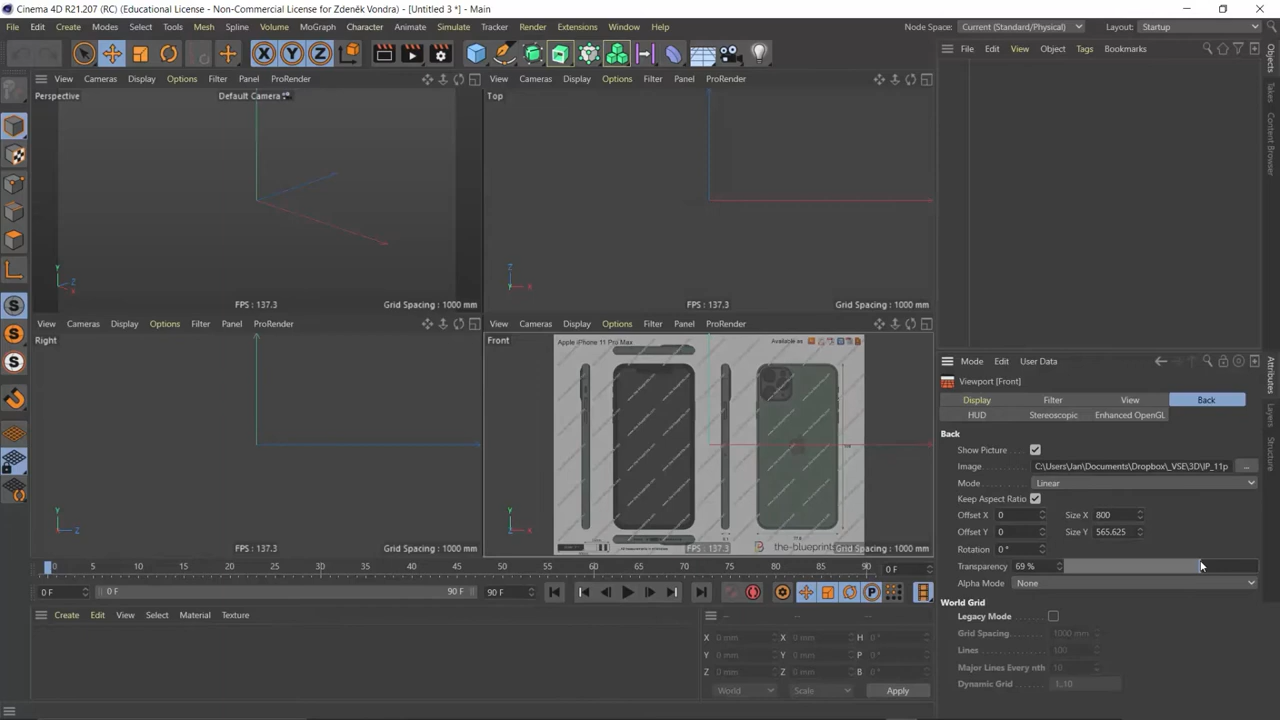 Cinema 4D R21.207 (RC) (Educational License - Non-Commercial License for Zdeněk Vondra) - [Untitled 3 *] - Main
File Edit Create Modes Select Tools Mesh Spline Volume MoGraph Character Animate Simulate Tracker Render Extensions Window Help Node Space: Current (Standard/Physical) Layout: Startup
X Y Z
File Edit View Object Tags Bookmarks
View Cameras Display Options Filter Panel ProRender
Perspective Default Camera
Y
Z
X
FPS : 137.3 Grid Spacing : 1000 mm
View Cameras Display Options Filter Panel ProRender
Top
Z
X
FPS : 137.3 Grid Spacing : 1000 mm
View Cameras Display Options Filter Panel ProRender
Right
Y
Z
FPS : 137.3 Grid Spacing : 1000 mm
View Cameras Display Options Filter Panel ProRender
Front
Apple iPhone 11 Pro Max Available as
Y
X
the-blueprints
FPS : 137.3 Grid Spacing : 1000 mm
Objects
Takes
Content Browser
Mode Edit User Data
Viewport [Front]
Display Filter View Back
HUD Stereoscopic Enhanced OpenGL
Back
Show Picture
Image C:\Users\Jan\Documents\Dropbox\_VSE\3D\IP_11p ...
Mode Linear
Keep Aspect Ratio
Offset X 0 Size X 800
Offset Y 0 Size Y 565.625
Rotation 0 °
Transparency 69 %
Alpha Mode None
World Grid
Legacy Mode
Grid Spacing 1000 mm
Lines 100
Major Lines Every nth 10
Dynamic Grid 1..10
Attributes
Layers
Structure
0 5 10 15 20 25 30 35 40 45 50 55 60 65 70 75 80 85 90 0 F
0 F 0 F 90 F 90 F
P
Create Edit View Select Material Texture
-- -- --
X 0 mm X 0 mm H 0 °
Y 0 mm Y 0 mm P 0 °
Z 0 mm Z 0 mm B 0 °
World Scale Apply